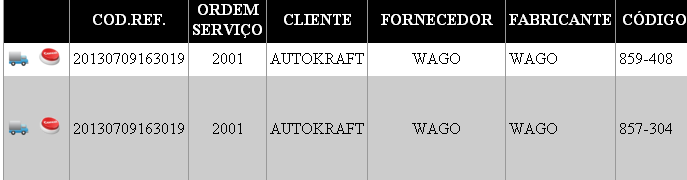 COD.REF. ORDEM SERVIÇO CLIENTE FORNECEDOR FABRICANTE CÓDIGO
20130709163019 2001 AUTOKRAFT WAGO WAGO 859-408
20130709163019 2001 AUTOKRAFT WAGO WAGO 857-304